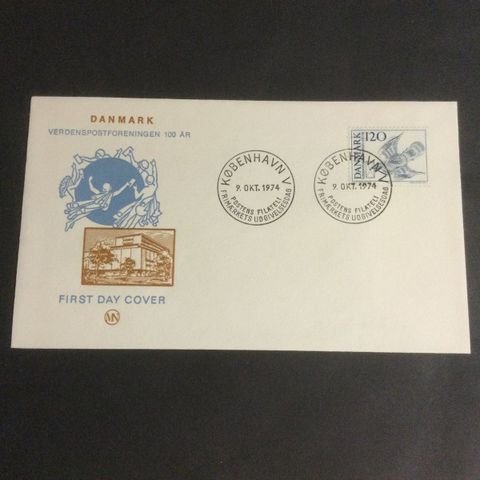 DANMARK
VERDENSPOSTFORENINGEN 100 ÅR
FIRST DAY COVER
KØBENHAVN V
9. OKT. 1974
POSTENS FILATELI
FRIMÆRKETS UDGIVELSESDAG
DANMARK
120
KØBENHAVN V
9. OKT. 1974
POSTENS FILATELI
FRIMÆRKETS UDGIVELSESDAG